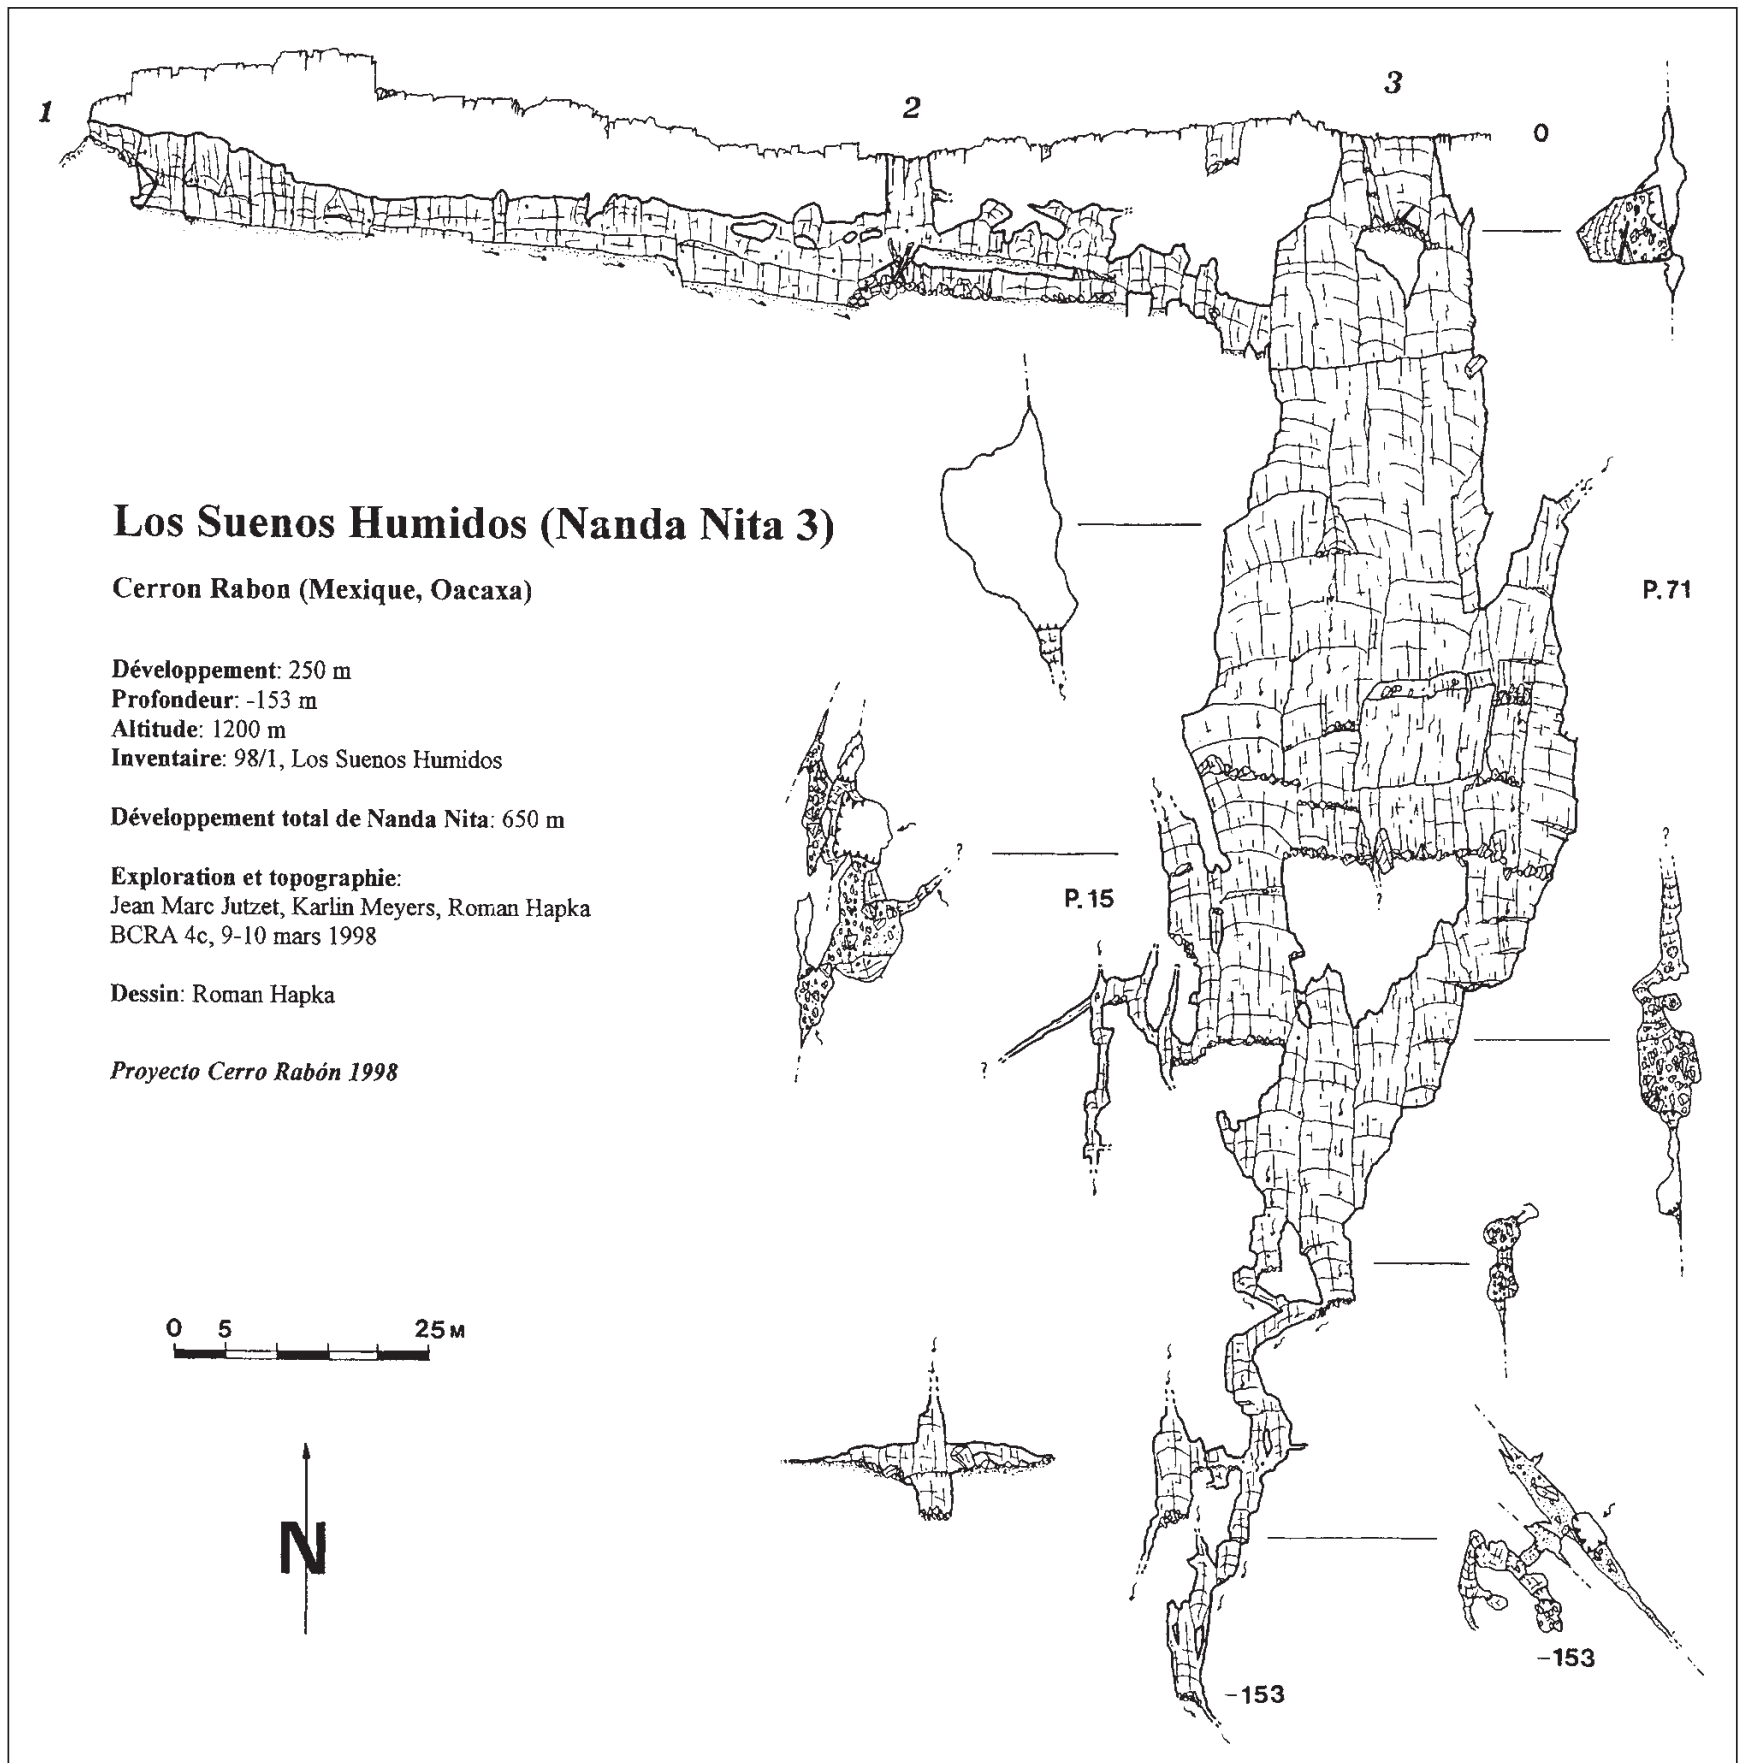 1
2
3
0
Los Suenos Humidos (Nanda Nita 3)
Cerron Rabon (Mexique, Oacaxa)
P.71
Développement: 250 m
Profondeur: -153 m
Altitude: 1200 m
Inventaire: 98/1, Los Suenos Humidos
Développement total de Nanda Nita: 650 m
?
?
Exploration et topographie:
Jean Marc Jutzet, Karlin Meyers, Roman Hapka
BCRA 4c, 9-10 mars 1998
P.15
?
Dessin: Roman Hapka
?
Proyecto Cerro Rabón 1998
0 5 25 M
N
-153
-153